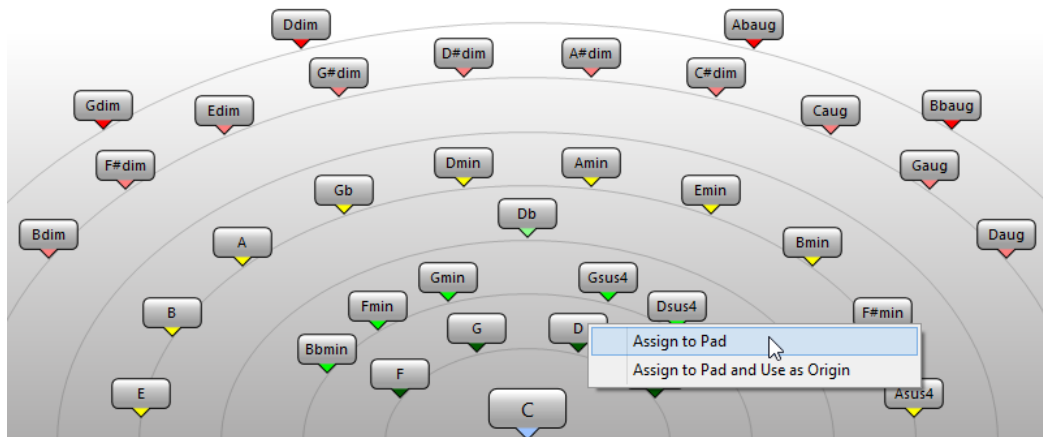 Ddim
Abaug
D#dim
A#dim
G#dim
C#dim
Gdim
Edim
Caug
Bbaug
F#dim
Dmin
Amin
Gaug
Gb
Emin
Db
Bdim
A
Bmin
Daug
Gmin
Gsus4
Fmin
Dsus4
B
F#min
G
D
Assign to Pad
Bbmin
F
Assign to Pad and Use as Origin
E
C
Asus4